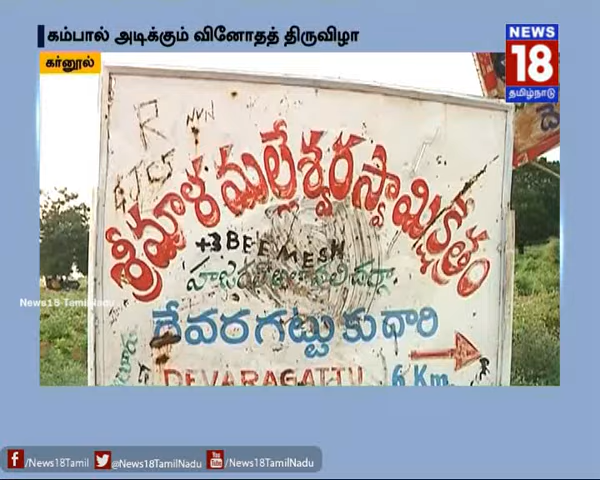 கம்பால் அடிக்கும் வினோதத் திருவிழா
NEWS
18
தமிழ்நாடு
கர்னூல்
R
శ్రీ మాళ మల్లేశ్వరస్వామి క్షేత్రం
+3 BEEMESH
దేవరగట్టుకు దారి
DEVARAGATTU 6 Km.
News18 TamilNadu
/News18Tamil @News18TamilNadu /News18TamilNadu